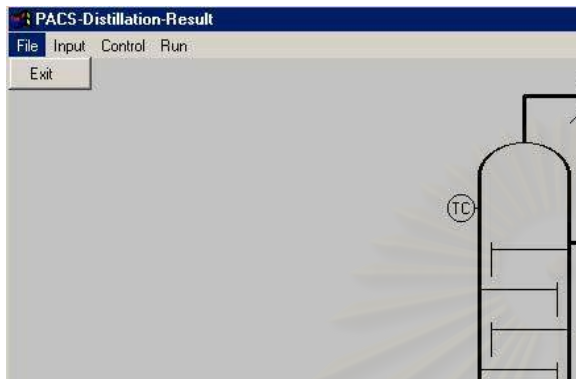 PACS-Distillation-Result
File Input Control Run
Exit
TC